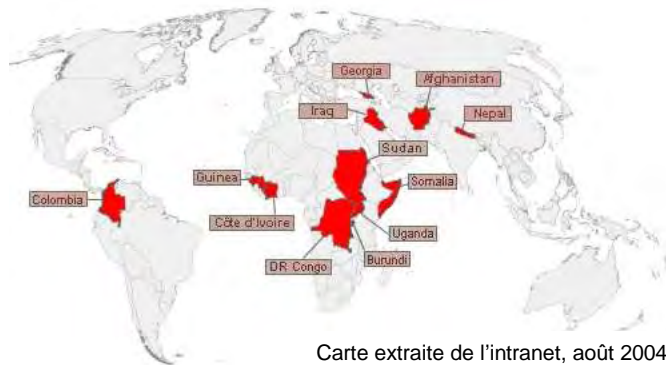 Georgia
Afghanistan
Iraq
Nepal
Sudan
Guinea
Somalia
Colombia
Côte d'Ivoire
Uganda
DR Congo
Burundi
Carte extraite de l'intranet, août 2004